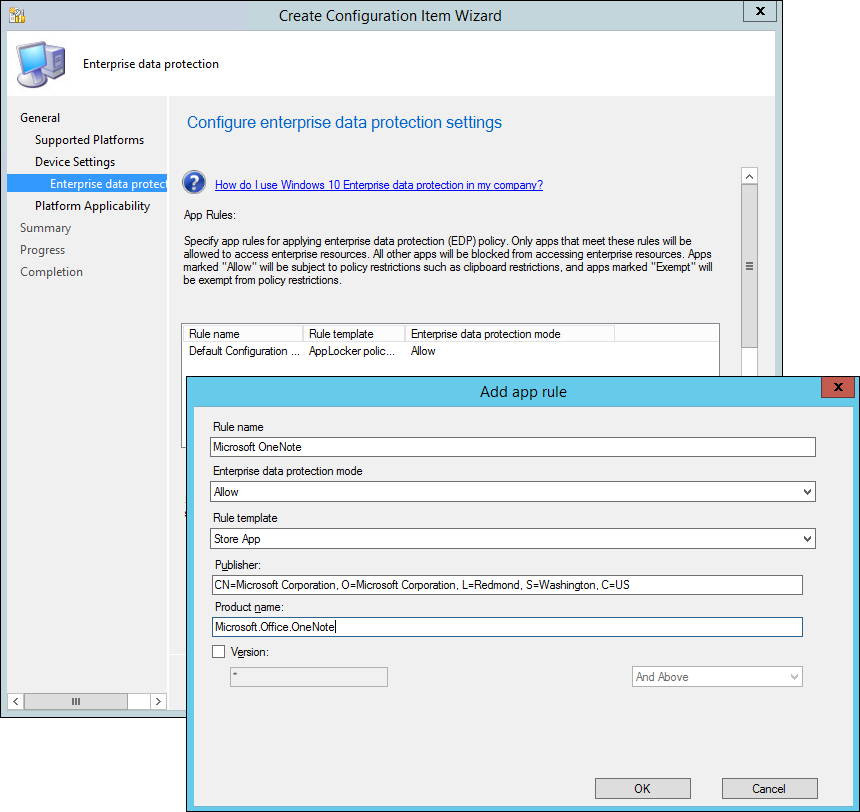 Create Configuration Item Wizard
x
Enterprise data protection
General
Supported Platforms
Device Settings
Enterprise data protect
Platform Applicability
Summary
Progress
Completion
Configure enterprise data protection settings
How do I use Windows 10 Enterprise data protection in my company?
App Rules:
Specify app rules for applying enterprise data protection (EDP) policy. Only apps that meet these rules will be
allowed to access enterprise resources. All other apps will be blocked from accessing enterprise resources. Apps
marked "Allow" will be subject to policy restrictions such as clipboard restrictions, and apps marked "Exempt" will
be exempt from policy restrictions.
Rule name Rule template Enterprise data protection mode
Default Configuration ... AppLocker polic... Allow
Add app rule
x
Rule name
Microsoft OneNote
Enterprise data protection mode
Allow
Rule template
Store App
Publisher:
CN=Microsoft Corporation, O=Microsoft Corporation, L=Redmond, S=Washington, C=US
Product name:
Microsoft.Office.OneNote
Version:
*
And Above
OK
Cancel